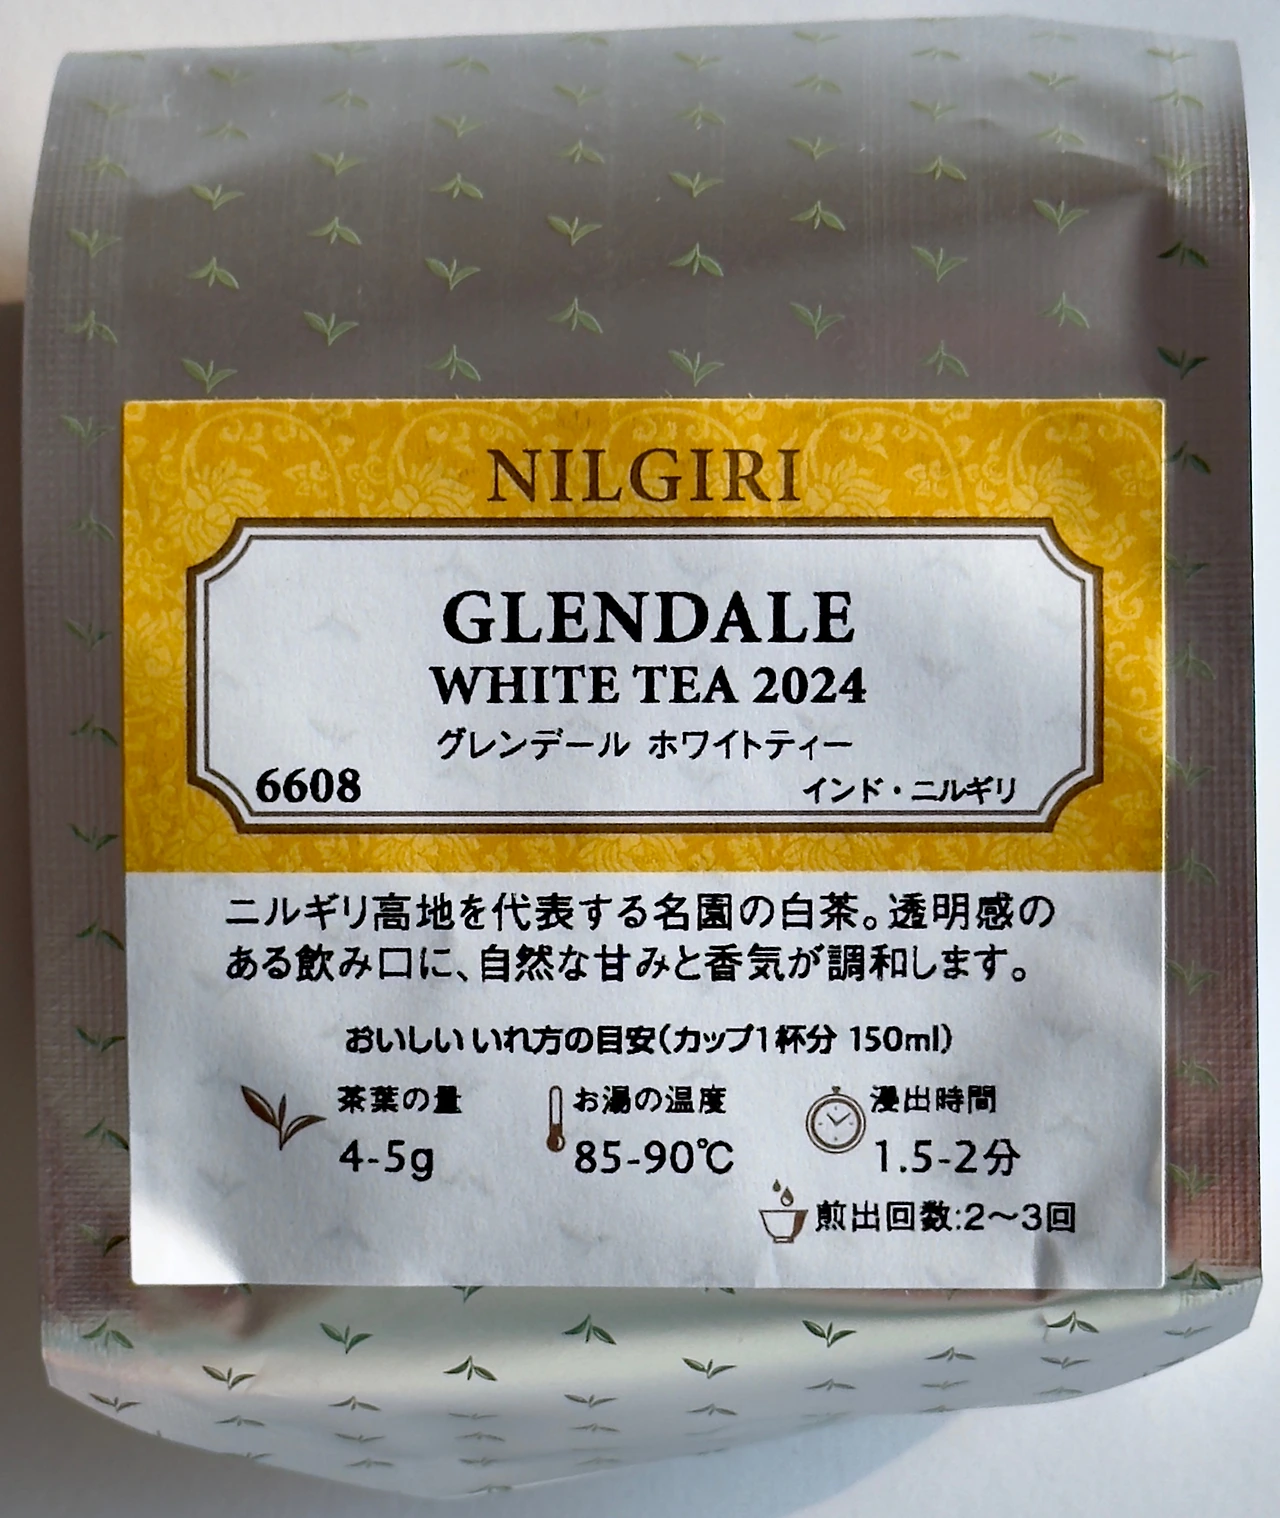 NILGIRI
GLENDALE
WHITE TEA 2024
グレンデール ホワイトティー
6608
インド・ニルギリ
ニルギリ高地を代表する名園の白茶。透明感の
ある飲み口に、自然な甘みと香気が調和します。
おいしいいれ方の目安(カップ1杯分 150ml)
茶葉の量
4-5g
お湯の温度
85-90℃
浸出時間
1.5-2分
煎出回数:2〜3回